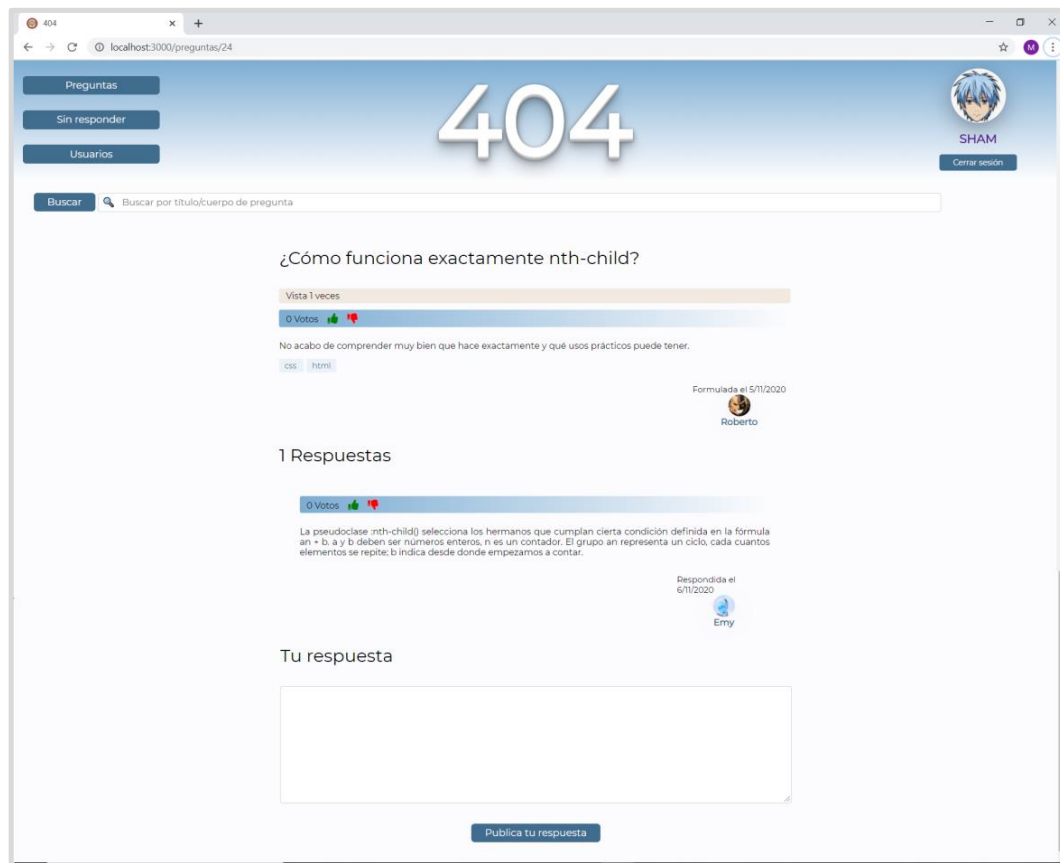 404
localhost:3000/preguntas/24
M
Preguntas
Sin responder
Usuarios
404
SHAM
Cerrar sesión
Buscar
Buscar por título/cuerpo de pregunta
¿Cómo funciona exactamente nth-child?
Vista 1 veces
0 Votos
No acabo de comprender muy bien que hace exactamente y qué usos prácticos puede tener.
css html
Formulada el 5/11/2020
Roberto
1 Respuestas
0 Votos
La pseudoclase :nth-child() selecciona los hermanos que cumplan cierta condición definida en la fórmula
an + b. a y b deben ser números enteros, n es un contador. El grupo an representa un ciclo, cada cuantos
elementos se repite; b indica desde donde empezamos a contar.
Respondida el
6/11/2020
Emy
Tu respuesta
Publica tu respuesta